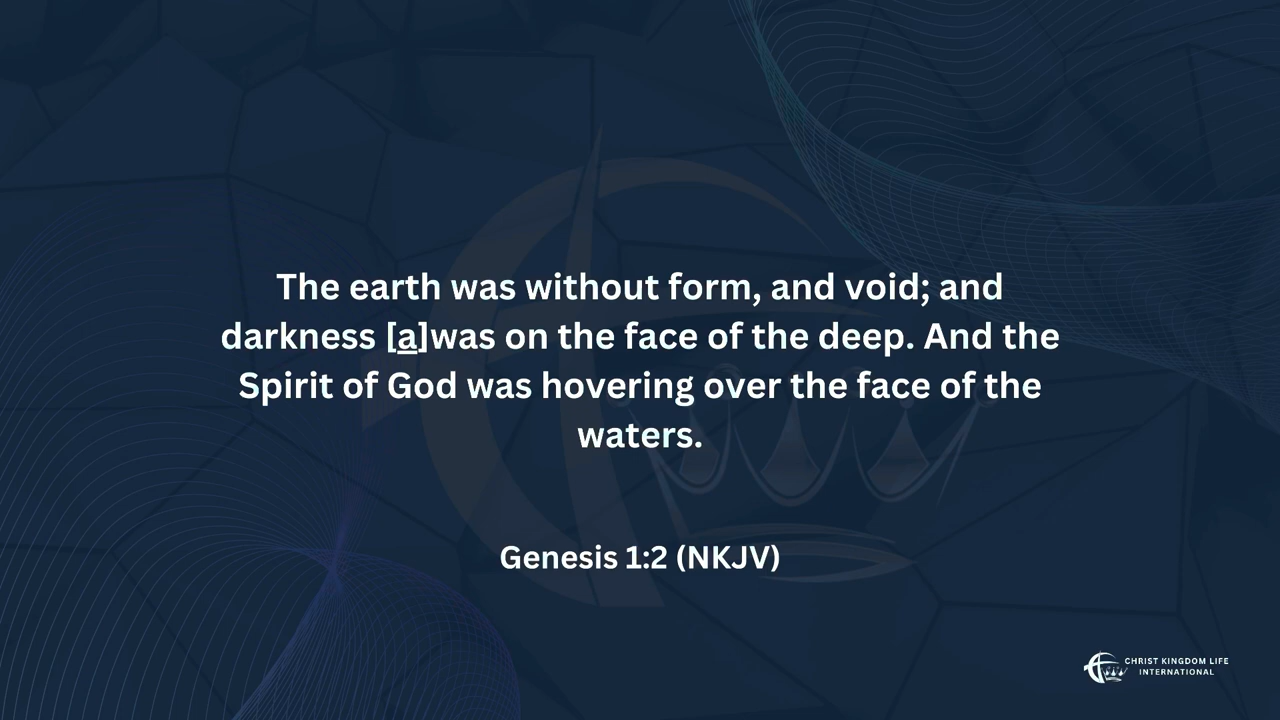 The earth was without form, and void; and
darkness [a]was on the face of the deep. And the
Spirit of God was hovering over the face of the
waters.
Genesis 1:2 (NKJV)
CHRIST KINGDOM LIFE
INTERNATIONAL